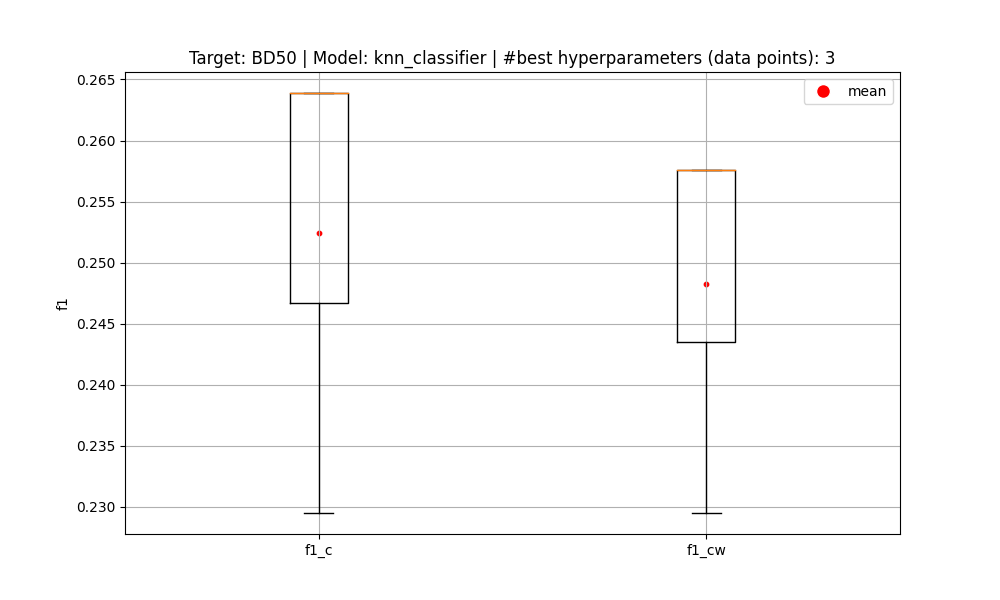 Target: BD50 | Model: knn_classifier | #best hyperparameters (data points): 3
mean
0.265
0.260
0.255
0.250
0.245
0.240
0.235
0.230
f1
f1_c
f1_cw